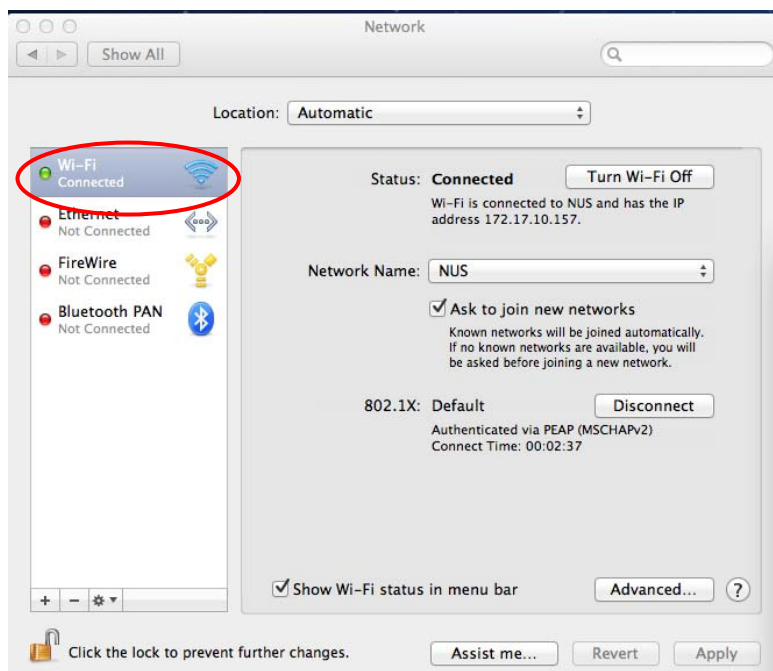 Network
Show All
Location: Automatic
Wi-Fi
Connected
Ethernet
Not Connected
FireWire
Not Connected
Bluetooth PAN
Not Connected
Status: Connected Turn Wi-Fi Off
Wi-Fi is connected to NUS and has the IP
address 172.17.10.157.
Network Name: NUS
Ask to join new networks
Known networks will be joined automatically.
If no known networks are available, you will
be asked before joining a new network.
802.1X: Default Disconnect
Authenticated via PEAP (MSCHAPv2)
Connect Time: 00:02:37
Show Wi-Fi status in menu bar Advanced... ?
Click the lock to prevent further changes. Assist me... Revert Apply